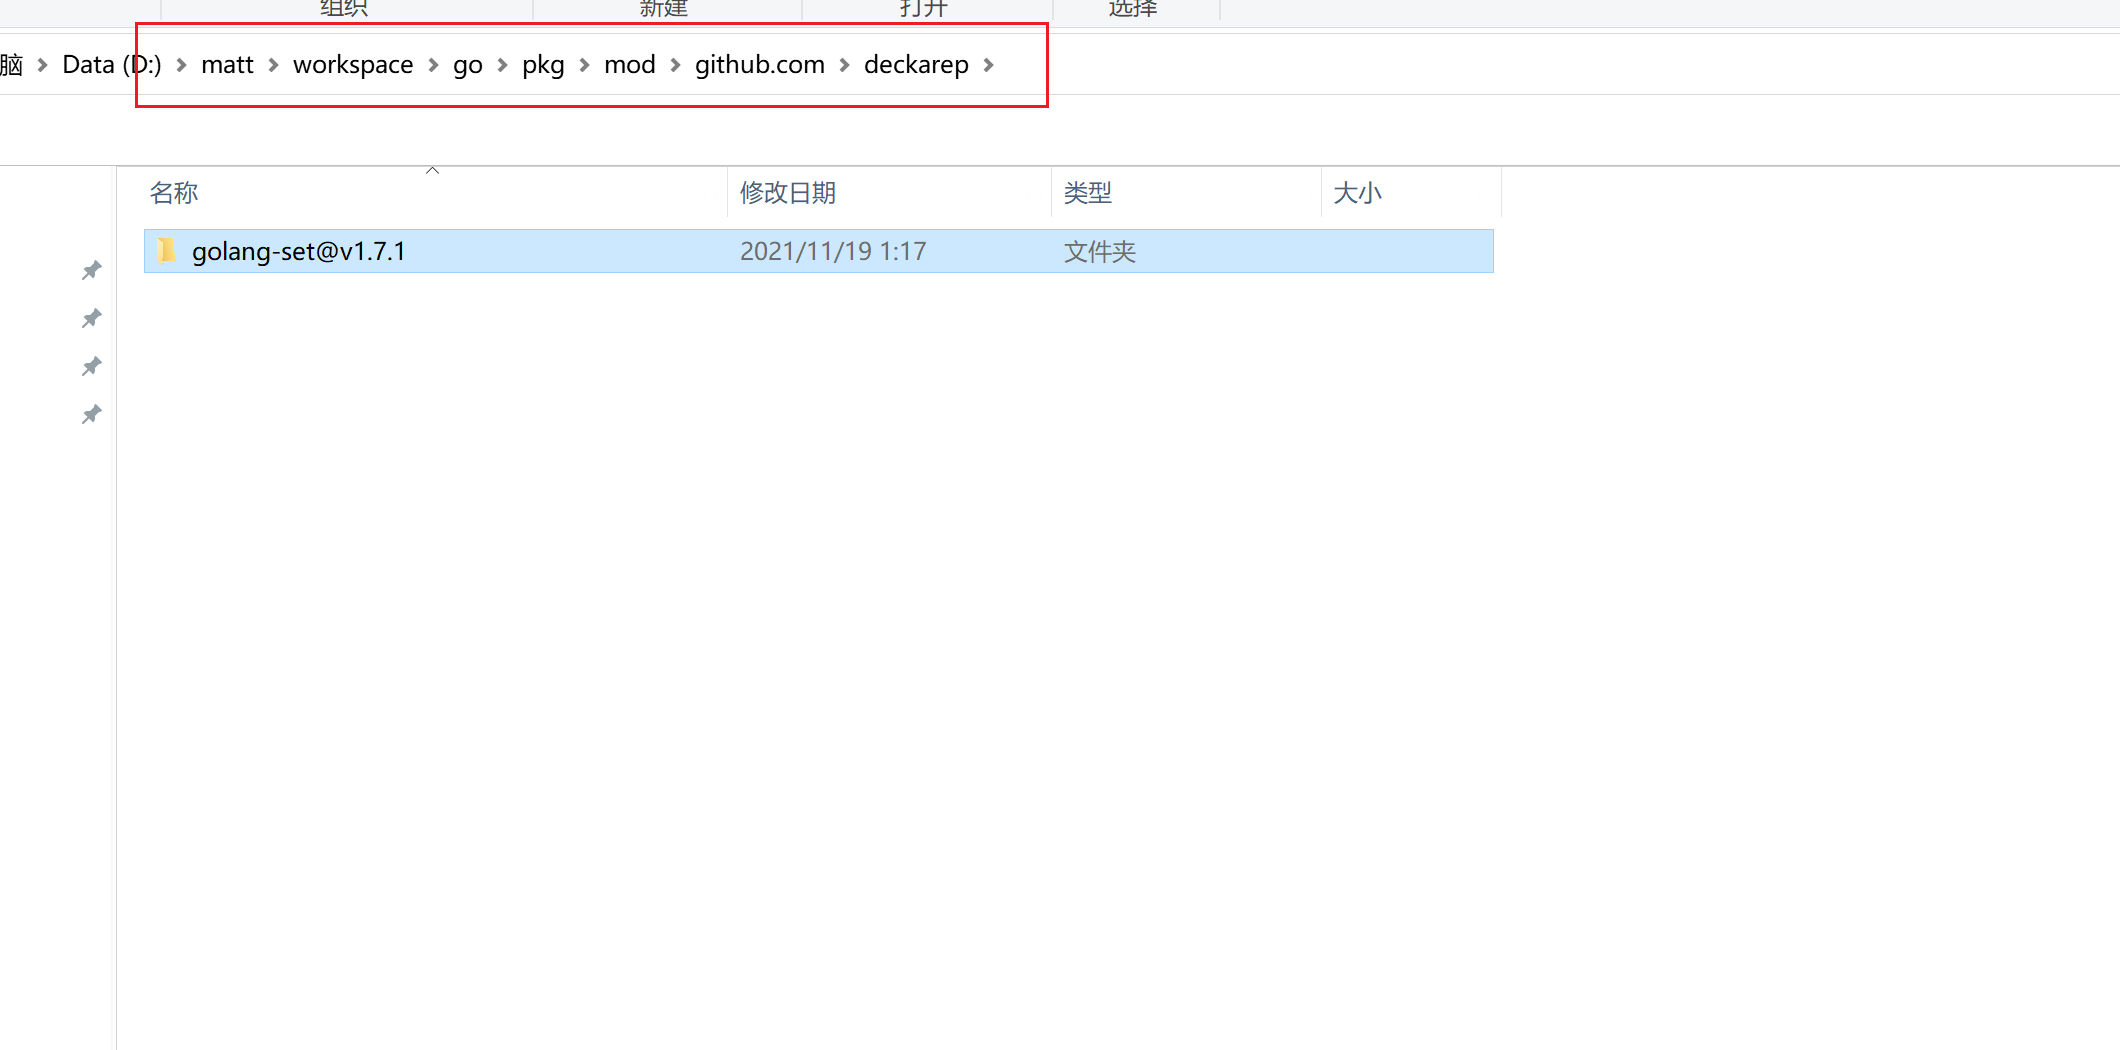 组织 新建 打开 选择
脑 Data (D:) matt workspace go pkg mod github.com deckarep
名称 修改日期 类型 大小
golang-set@v1.7.1 2021/11/19 1:17 文件夹